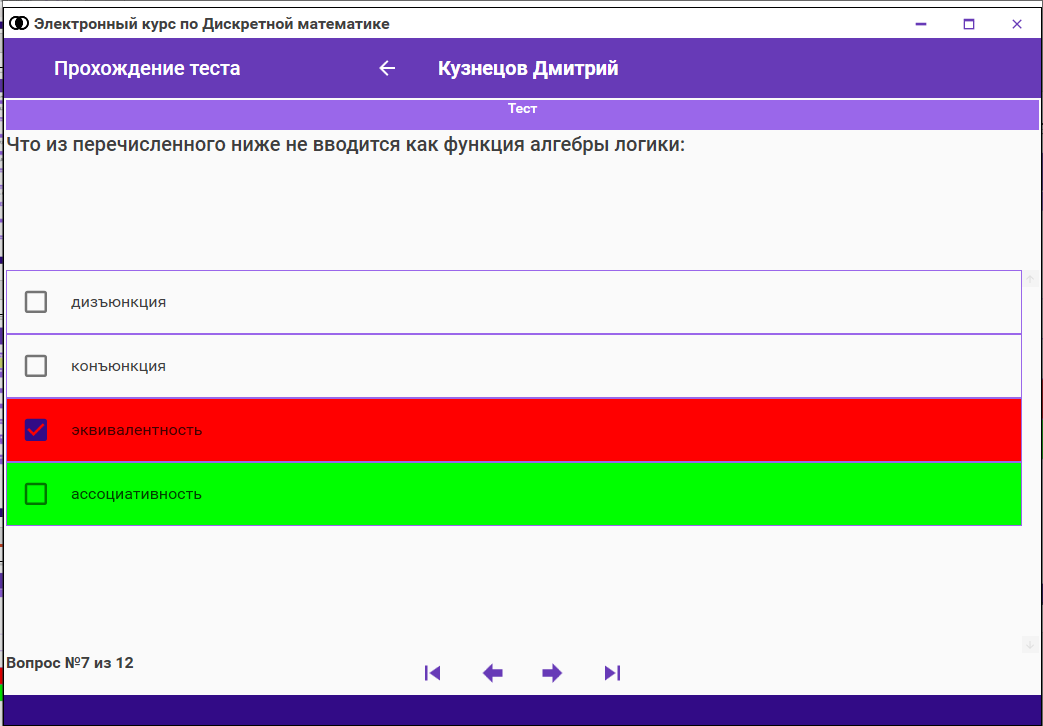 Электронный курс по Дискретной математике
Прохождение теста
Кузнецов Дмитрий
Тест
Что из перечисленного ниже не вводится как функция алгебры логики:
дизъюнкция
конъюнкция
эквивалентность
ассоциативность
Вопрос №7 из 12